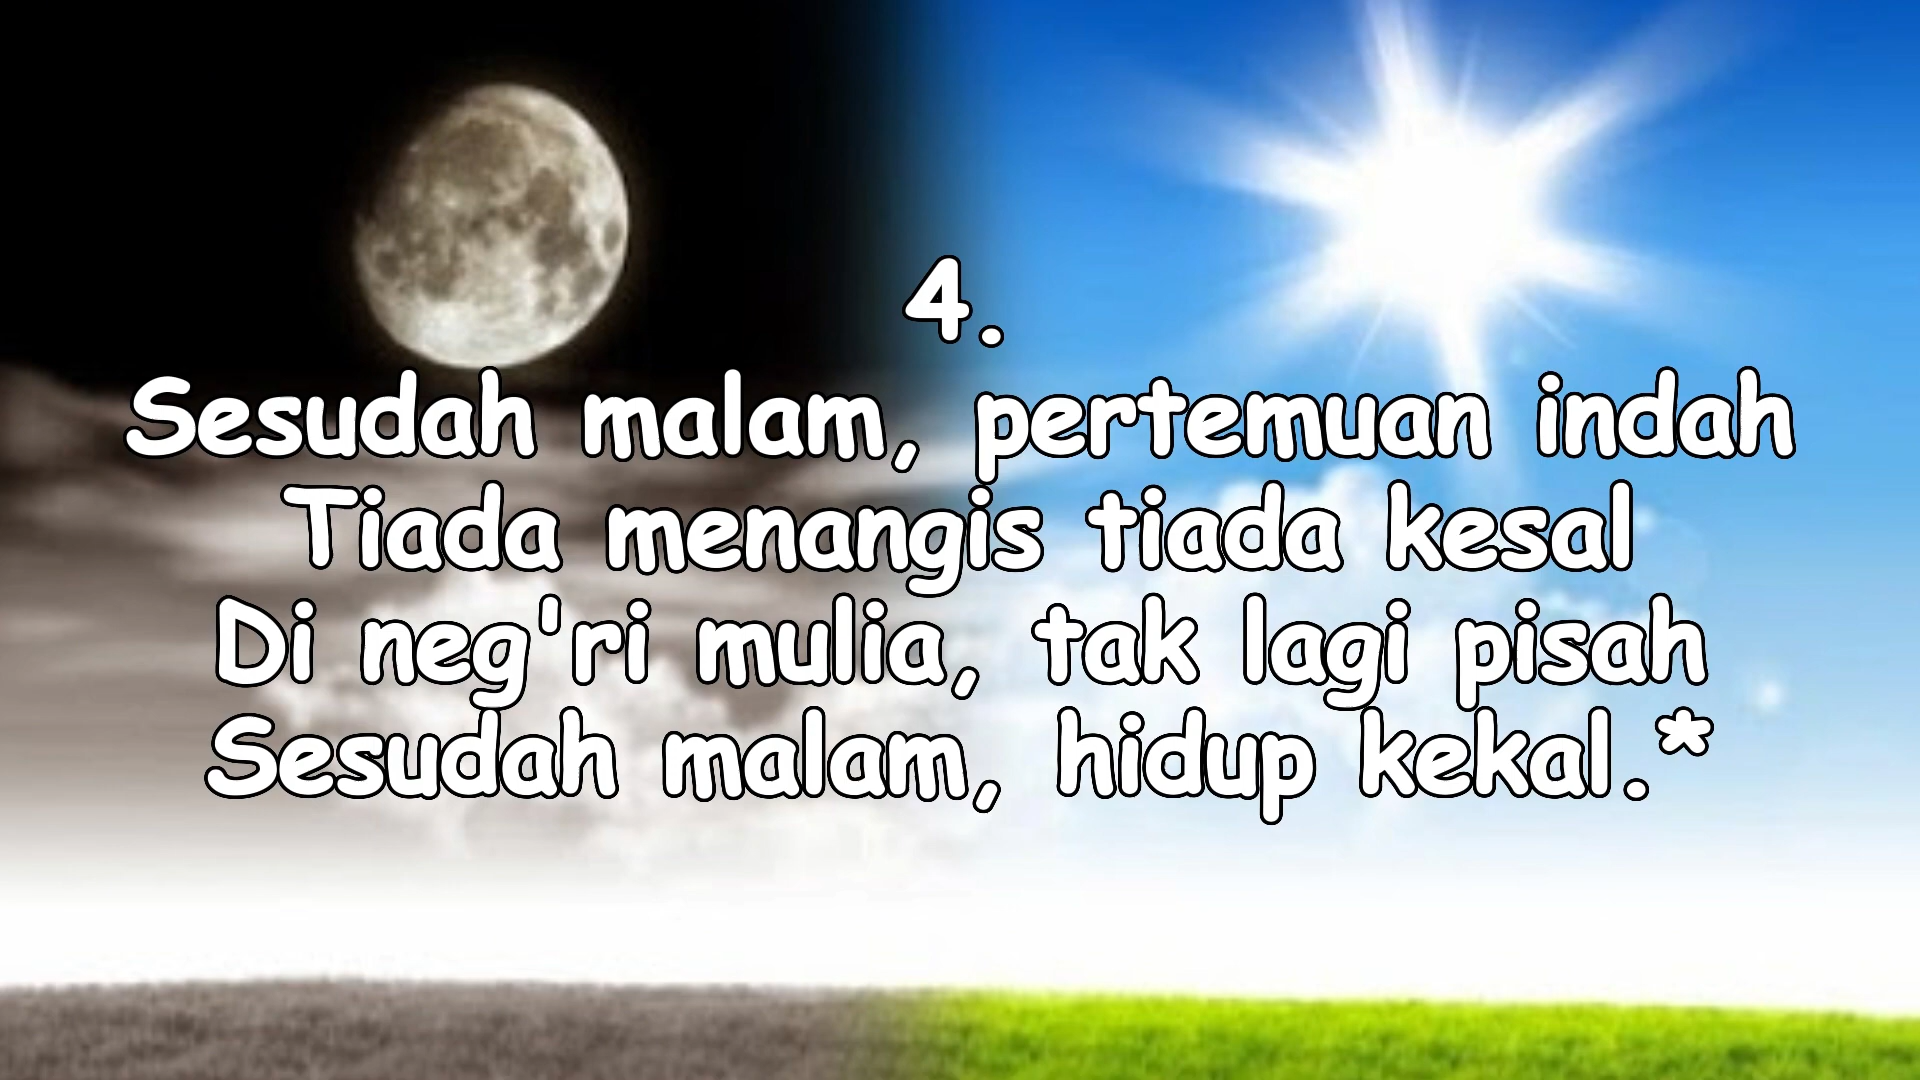 4.
Sesudah malam, pertemuan indah
Tiada menangis tiada kesal
Di neg'ri mulia, tak lagi pisah
Sesudah malam, hidup kekal.*